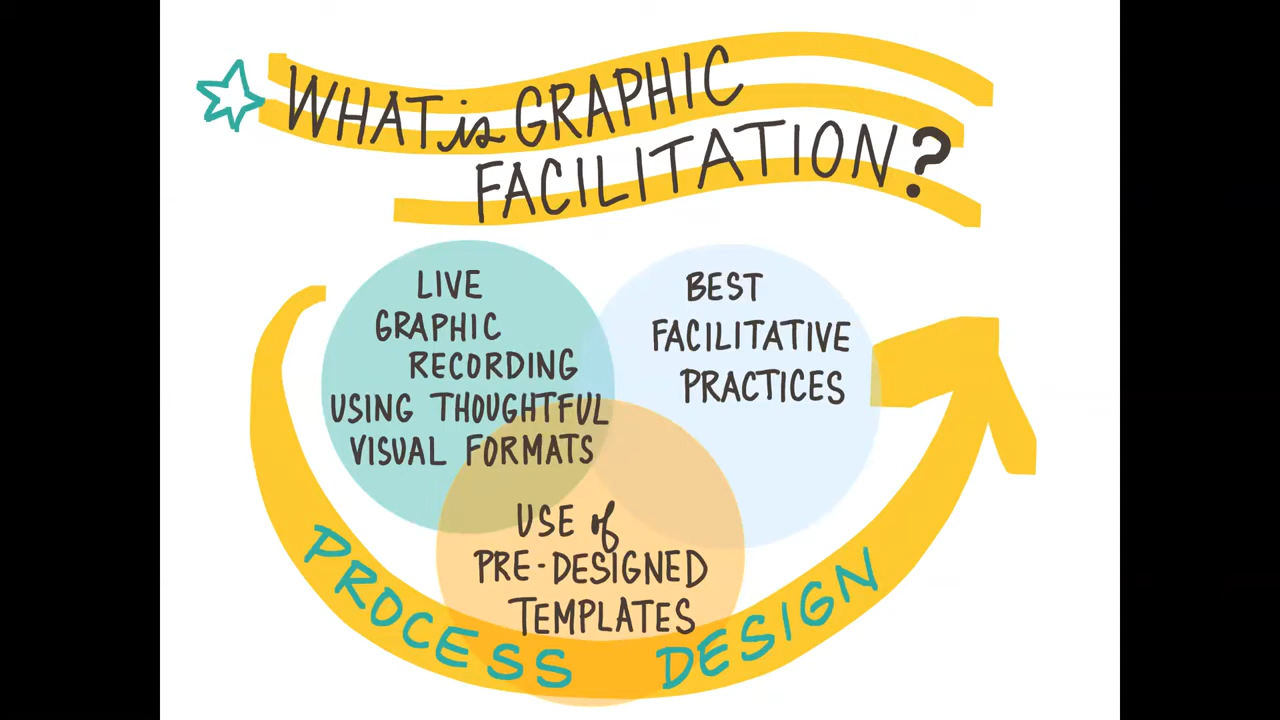 WHAT is GRAPHIC
FACILITATION?
LIVE
GRAPHIC
RECORDING
USING THOUGHTFUL
VISUAL FORMATS
BEST
FACILITATIVE
PRACTICES
USE of
PRE-DESIGNED
TEMPLATES
PROCESS DESIGN